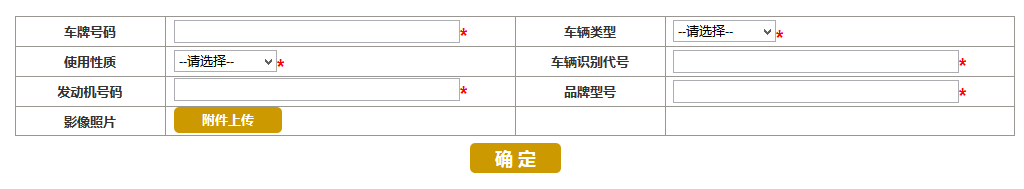 车牌号码 * 车辆类型 --请选择-- *
使用性质 --请选择-- * 车辆识别代号 *
发动机号码 * 品牌型号 *
影像照片 附件上传
确 定